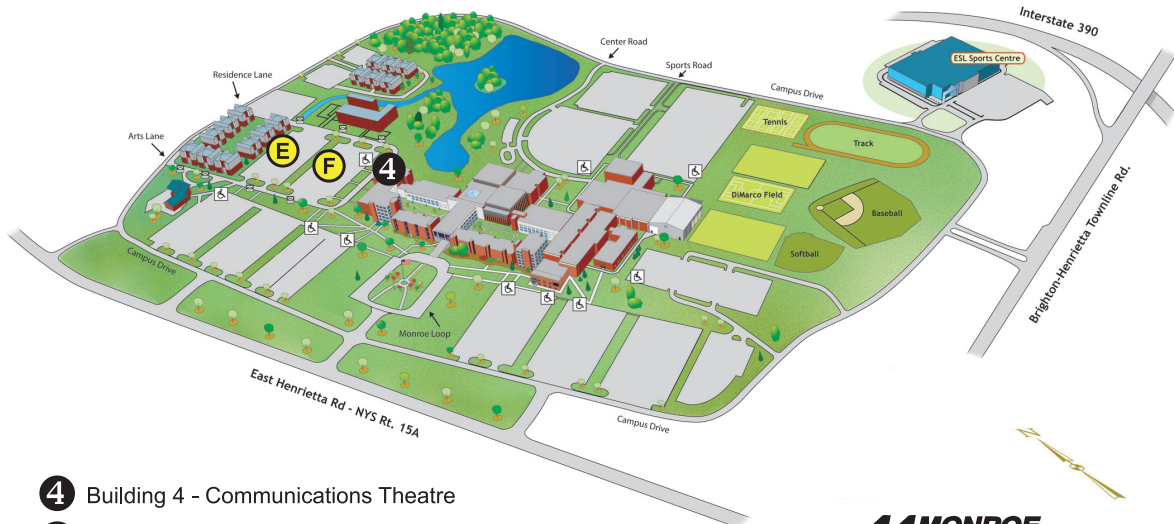 Interstate 390
Center Road
ESL Sports Centre
Sports Road
Residence Lane
Campus Drive
Tennis
Arts Lane
E
Track
F
4
DiMarco Field
Baseball
Brighton-Henrietta Townline Rd.
Softball
Campus Drive
Monroe Loop
East Henrietta Rd - NYS Rt. 15A
Campus Drive
N
S
4 Building 4 - Communications Theatre
MONROE